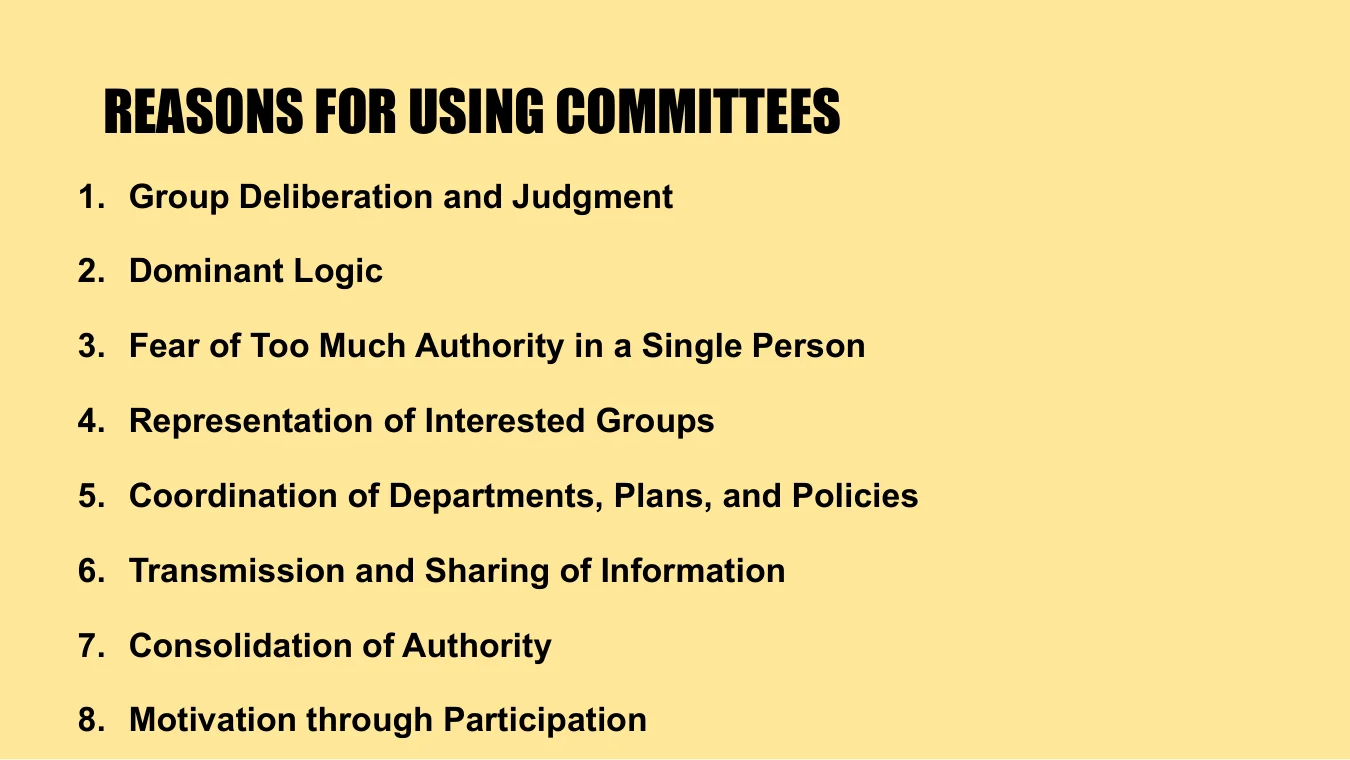 REASONS FOR USING COMMITTEES
1. Group Deliberation and Judgment
2. Dominant Logic
3. Fear of Too Much Authority in a Single Person
4. Representation of Interested Groups
5. Coordination of Departments, Plans, and Policies
6. Transmission and Sharing of Information
7. Consolidation of Authority
8. Motivation through Participation